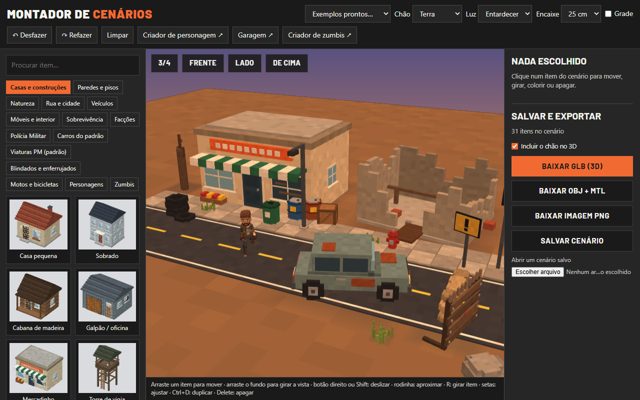 MONTADOR DE CENÁRIOS
Exemplos prontos... Chão Terra Luz Entardecer Encaixe 25 cm Grade
↶ Desfazer ↷ Refazer Limpar Criador de personagem ↗ Garagem ↗ Criador de zumbis ↗
Procurar item...
Casas e construções Paredes e pisos
Natureza Rua e cidade Veículos
Móveis e interior Sobrevivência Facções
Polícia Militar Carros do padrão
Viaturas PM (padrão)
Blindados e enferrujados
Motos e bicicletas Personagens Zumbis
Casa pequena Sobrado
Cabana de madeira Galpão / oficina
Mercadinho Torre de vigia
3/4 FRENTE LADO DE CIMA
Arraste um item para mover · arraste o fundo para girar a vista · botão direito ou Shift: deslizar · rodinha: aproximar · R: girar item · setas: ajustar · Ctrl+D: duplicar · Delete: apagar
NADA ESCOLHIDO
Clique num item do cenário para mover, girar, colorir ou apagar.
SALVAR E EXPORTAR
31 itens no cenário
Incluir o chão no 3D
BAIXAR GLB (3D)
BAIXAR OBJ + MTL
BAIXAR IMAGEM PNG
SALVAR CENÁRIO
Abrir um cenário salvo
Escolher arquivo Nenhum ar...o escolhido